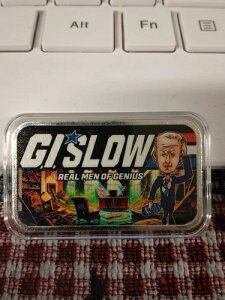 Alt
Fn
GI SLOW
REAL MEN OF GENIUS